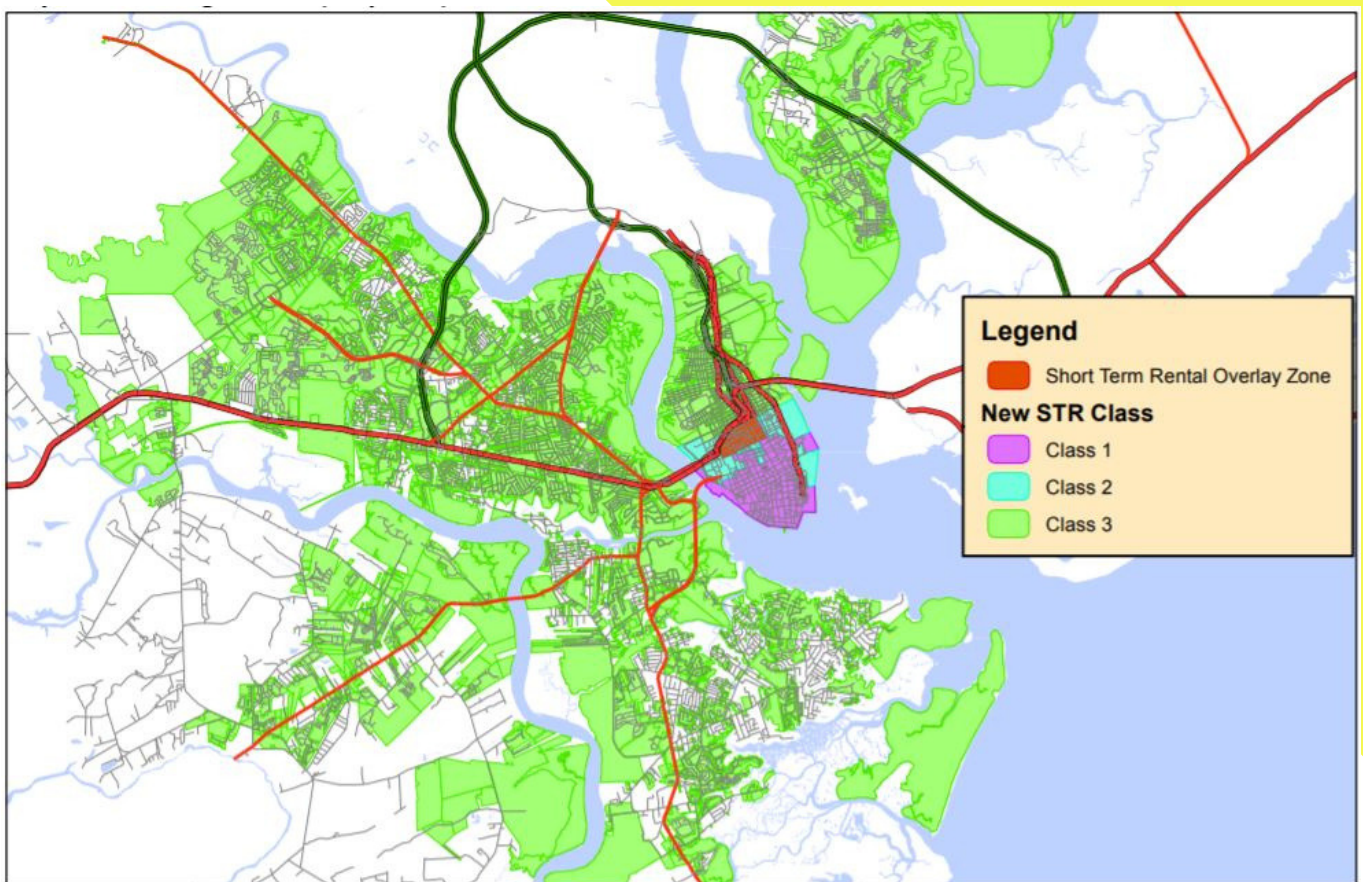 Legend
Short Term Rental Overlay Zone
New STR Class
Class 1
Class 2
Class 3